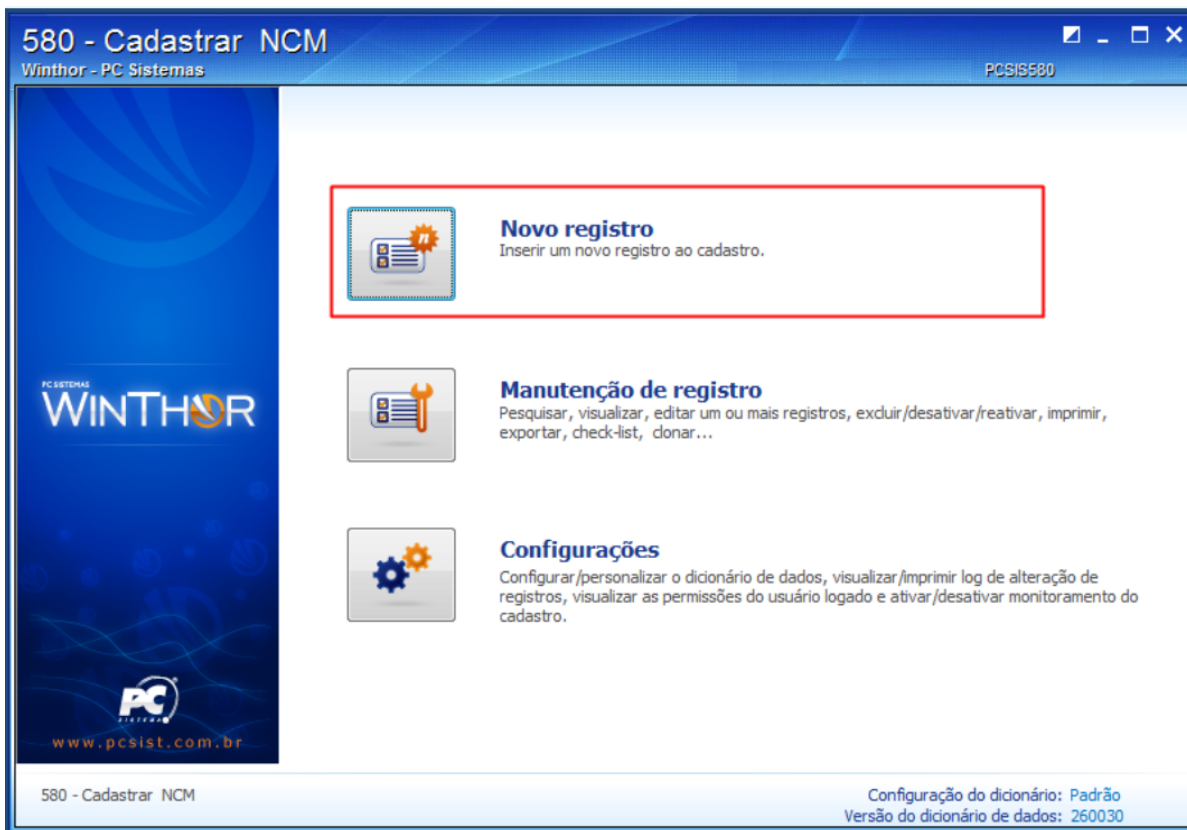 580 - Cadastrar NCM
Winthor - PC Sistemas
PCSIS580
Novo registro
Inserir um novo registro ao cadastro.
Manutenção de registro
Pesquisar, visualizar, editar um ou mais registros, excluir/desativar/reativar, imprimir,
exportar, check-list, clonar...
PC SISTEMAS
WINTHOR
Configurações
Configurar/personalizar o dicionário de dados, visualizar/imprimir log de alteração de
registros, visualizar as permissões do usuário logado e ativar/desativar monitoramento do
cadastro.
PC
SISTEMAS
www.pcsist.com.br
580 - Cadastrar NCM
Configuração do dicionário: Padrão
Versão do dicionário de dados: 260030